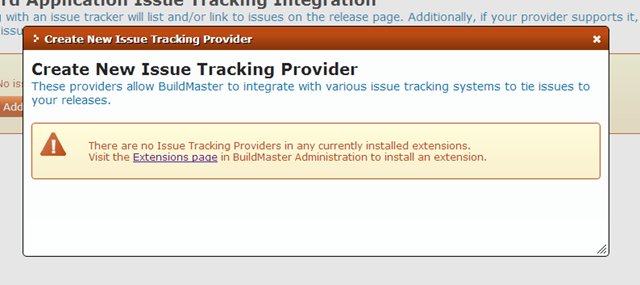 rd Application Issue Tracking Integration
g with an issue tracker will list and/or link to issues on the release page. Additionally, if your provider supports it,
issu
Create New Issue Tracking Provider
Create New Issue Tracking Provider
These providers allow BuildMaster to integrate with various issue tracking systems to tie issues to
your releases.
No iss
Add
There are no Issue Tracking Providers in any currently installed extensions.
Visit the Extensions page in BuildMaster Administration to install an extension.